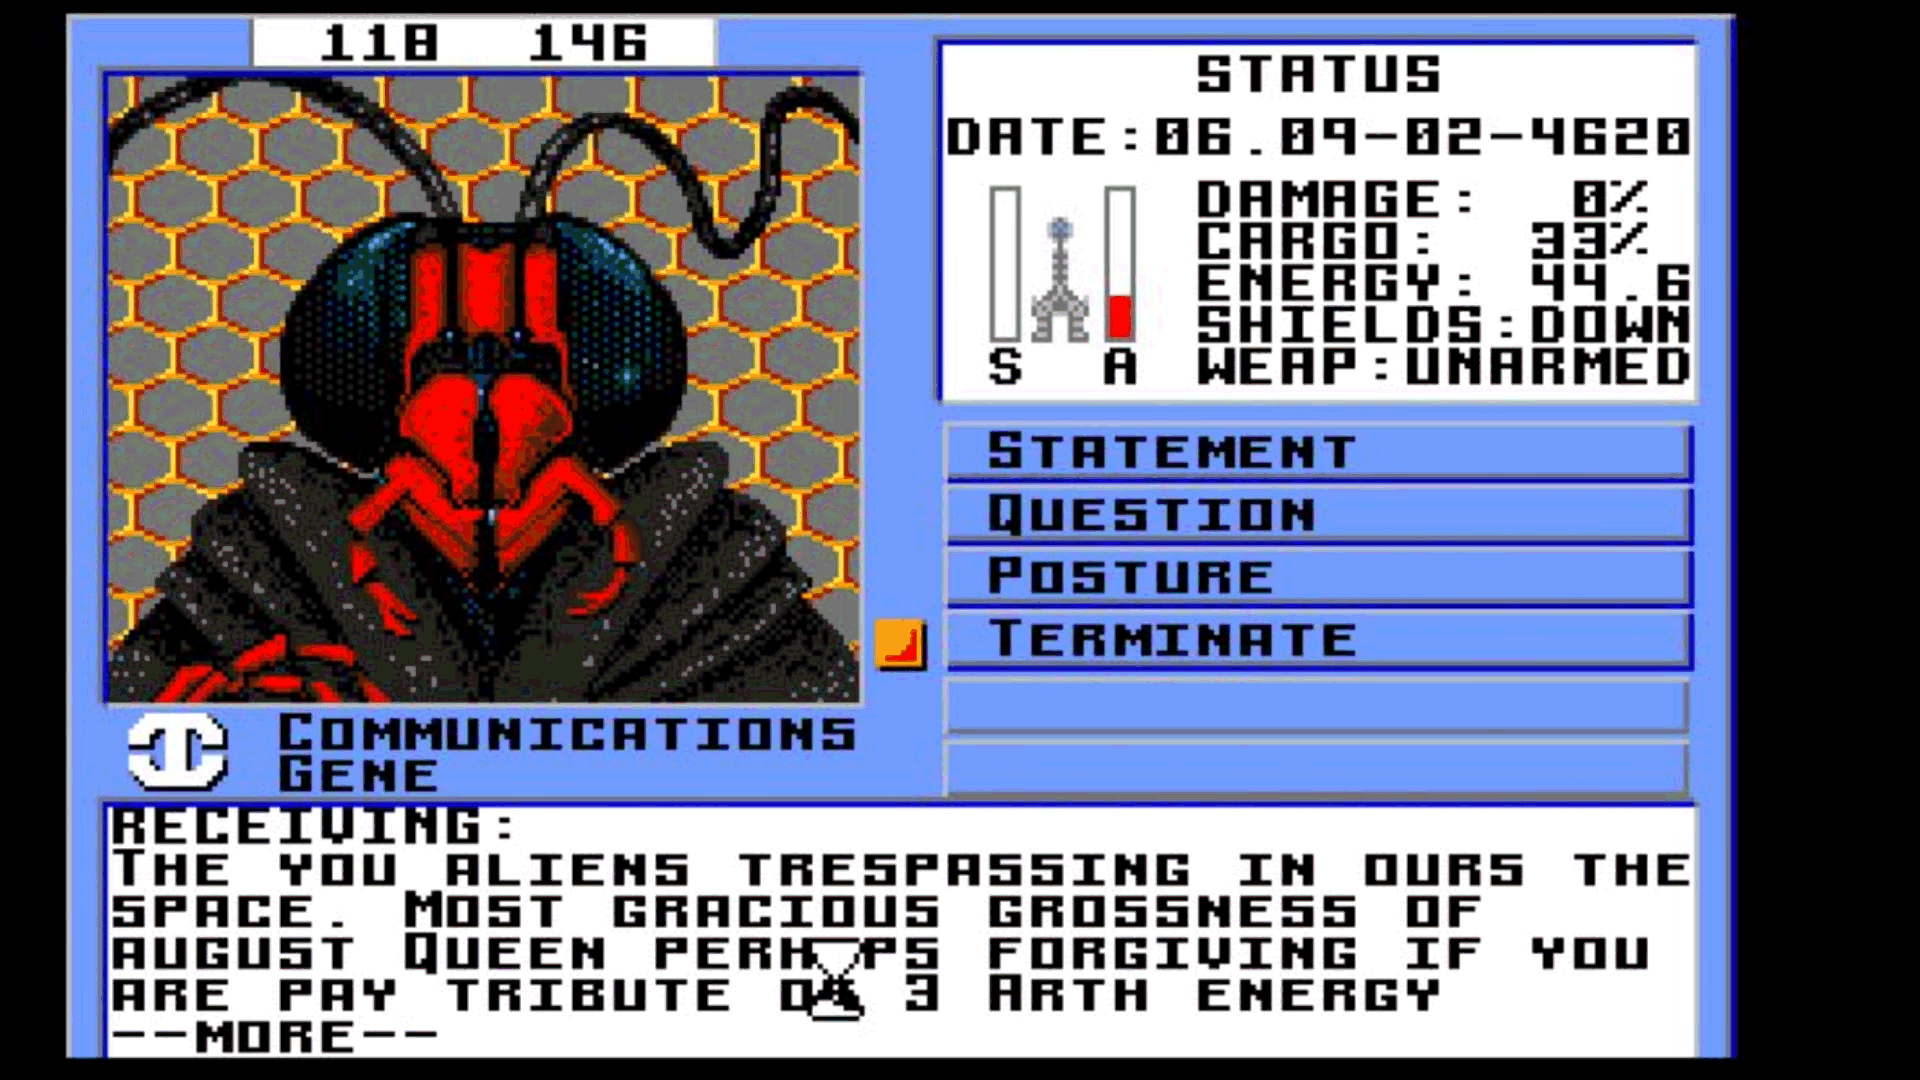 118 146
STATUS
DATE:06.09-02-4620
DAMAGE: 0%
CARGO: 33%
ENERGY: 44.6
SHIELDS:DOWN
S A WEAP:UNARMED
STATEMENT
QUESTION
POSTURE
TERMINATE
COMMUNICATIONS
GENE
RECEIVING:
THE YOU ALIENS TRESPASSING IN OURS THE
SPACE. MOST GRACIOUS GROSSNESS OF
AUGUST QUEEN PERHAPS FORGIVING IF YOU
ARE PAY TRIBUTE 3 ARTH ENERGY
--MORE--